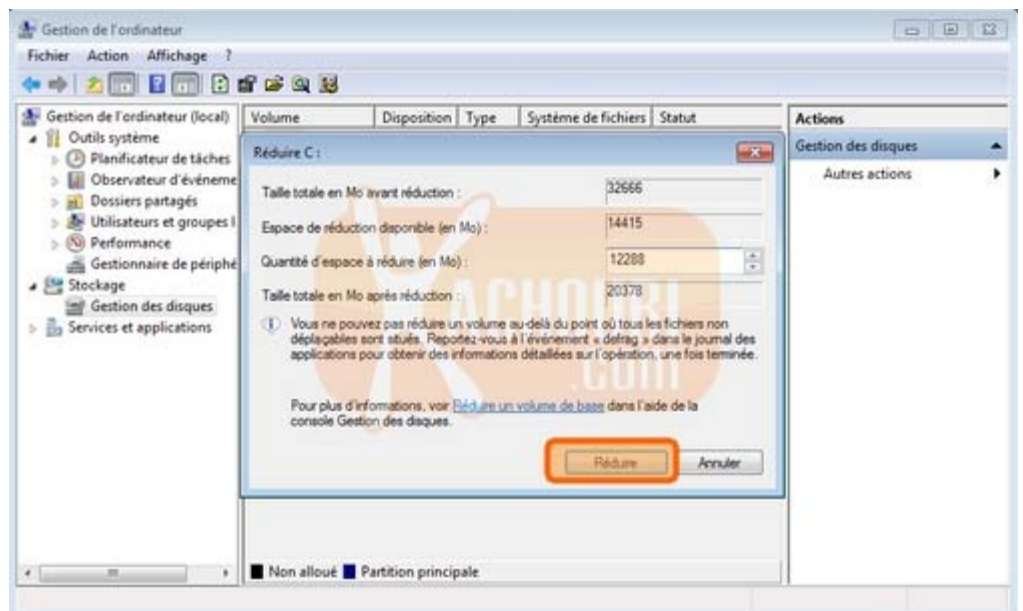 Gestion de l'ordinateur
Fichier Action Affichage ?
Gestion de l'ordinateur (local)
Outils système
Planificateur de tâches
Observateur d'événeme
Dossiers partagés
Utilisateurs et groupes l
Performance
Gestionnaire de périphé
Stockage
Gestion des disques
Services et applications
Volume Disposition Type Système de fichiers Statut
Réduire C :
Taille totale en Mo avant réduction : 32666
Espace de réduction disponible (en Mo) : 14415
Quantité d'espace à réduire (en Mo) : 12288
Taille totale en Mo après réduction : 20378
Vous ne pouvez pas réduire un volume au-delà du point où tous les fichiers non
déplaçables sont situés. Reportez-vous à l'événement « defrag » dans le journal des
applications pour obtenir des informations détaillées sur l'opération, une fois terminée.
Pour plus d'informations, voir Réduire un volume de base dans l'aide de la
console Gestion des disques.
Réduire Annuler
KACHOURI
.COM
Non alloué Partition principale
Actions
Gestion des disques
Autres actions